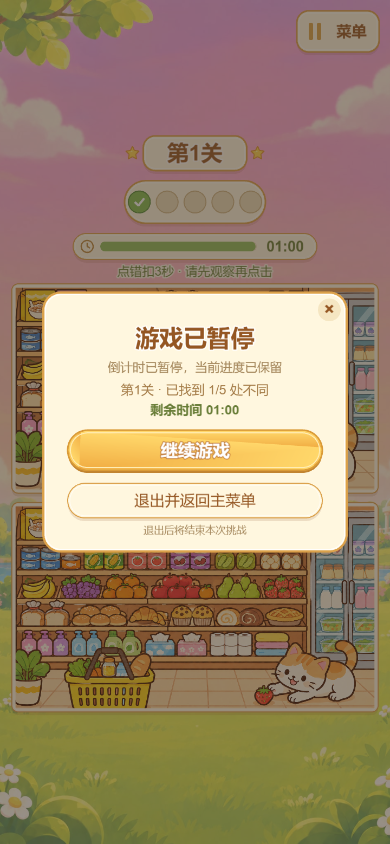 菜单
第1关
01:00
点错扣3秒 · 请先观察再点击
游戏已暂停
倒计时已暂停，当前进度已保留
第1关 · 已找到 1/5 处不同
剩余时间 01:00
继续游戏
退出并返回主菜单
退出后将结束本次挑战